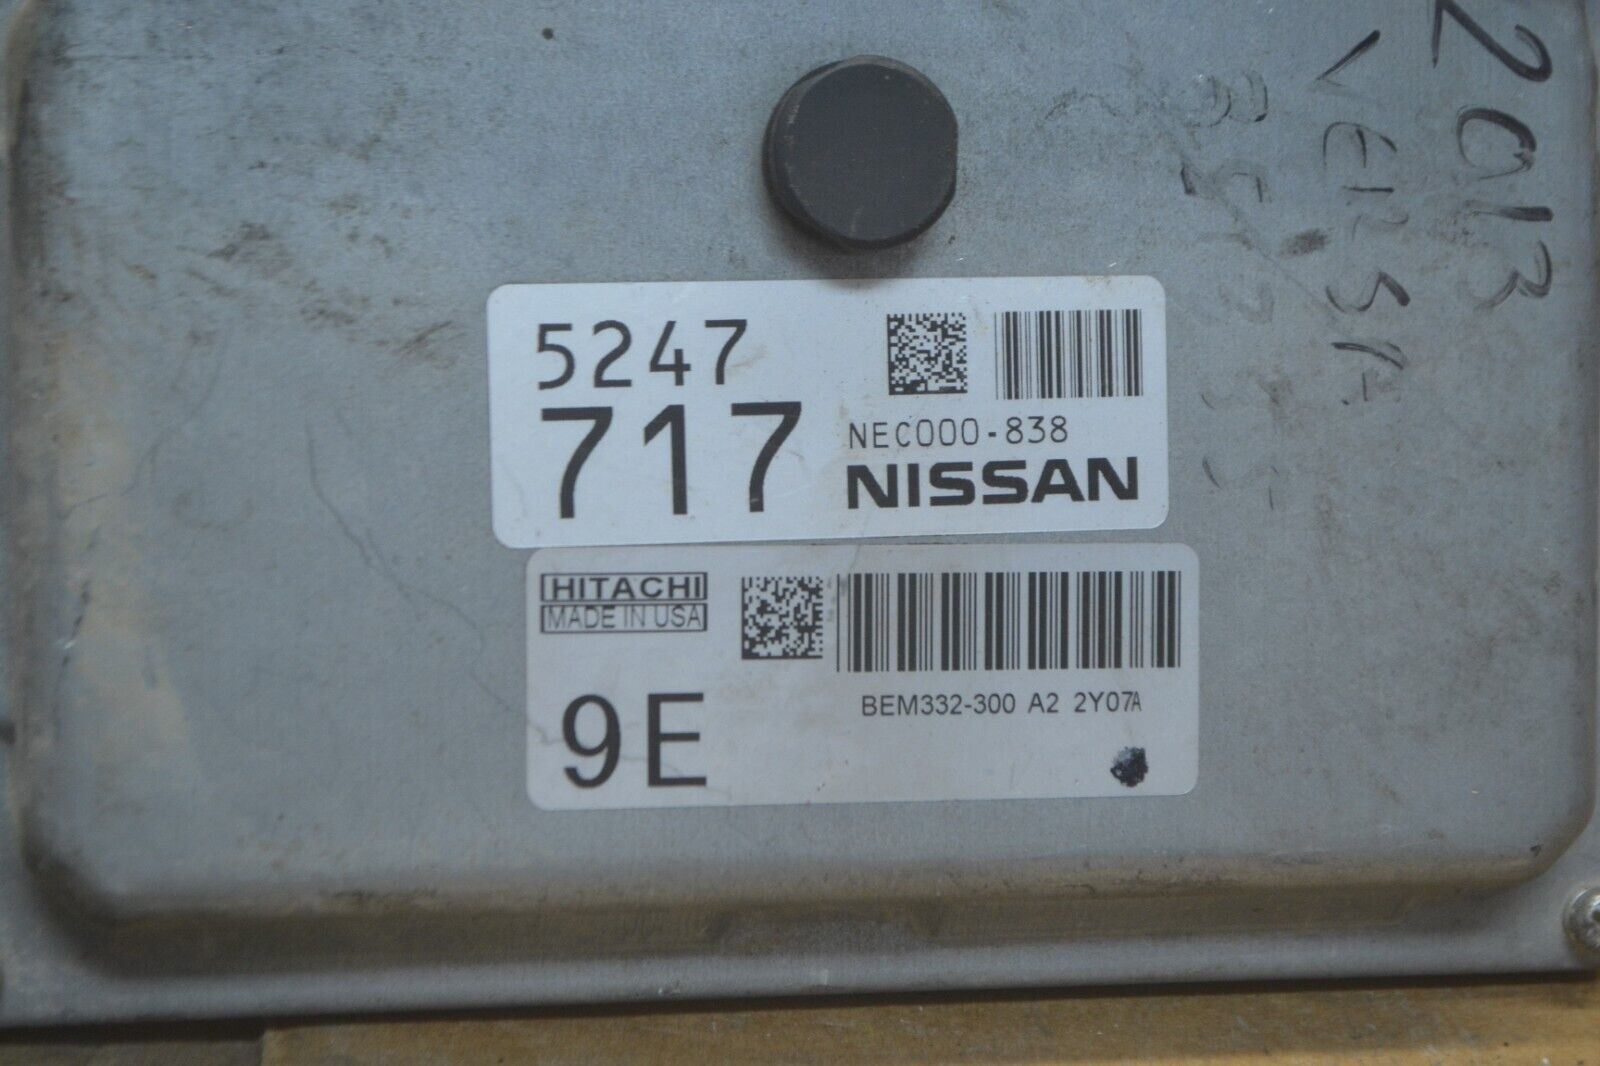 2013
VERSA
5247
717
NEC000-838
NISSAN
HITACHI
MADE IN USA
9E
BEM332-300 A2 2Y07A